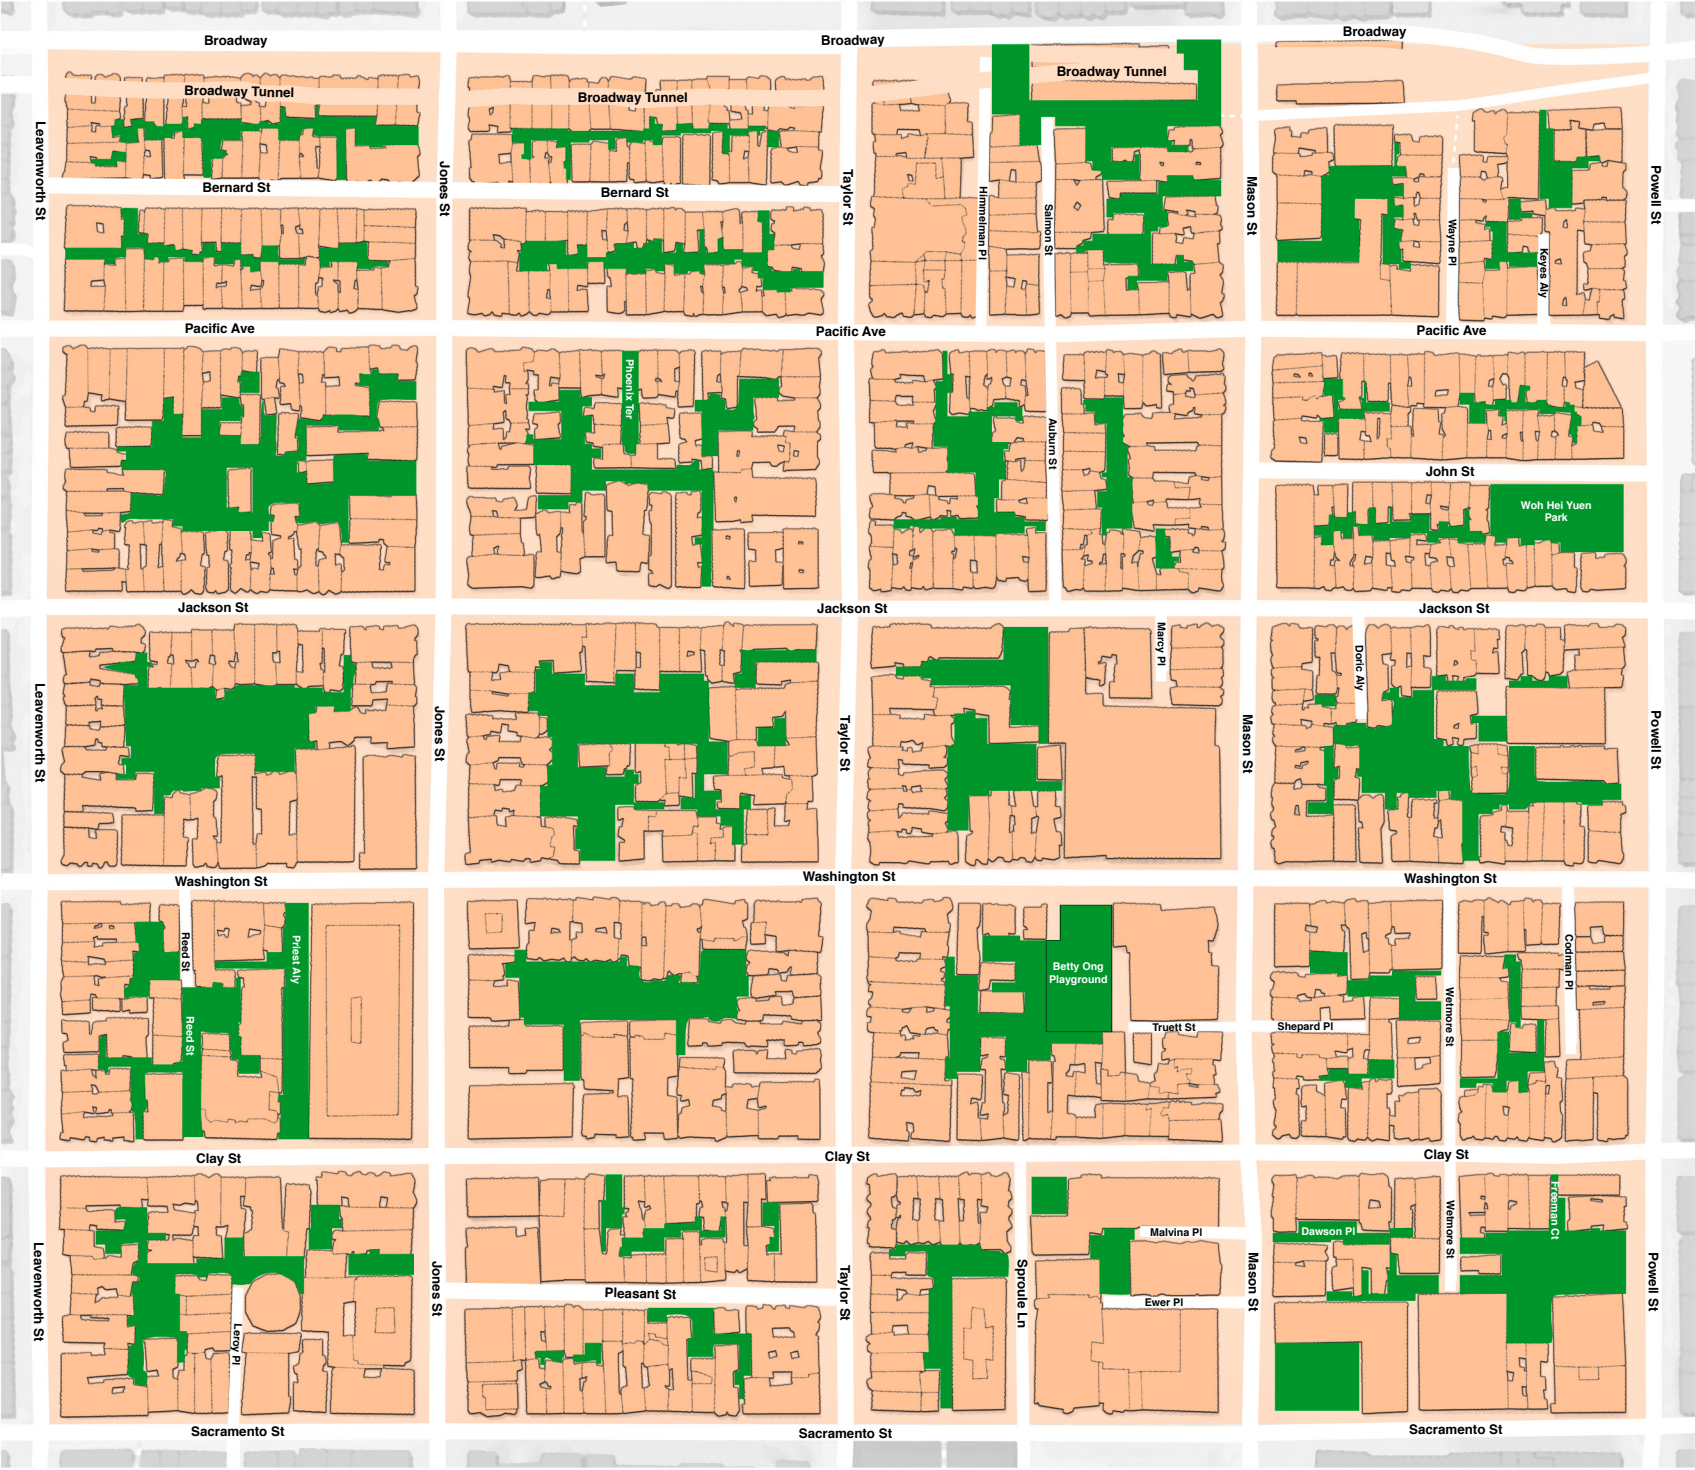 Broadway
Broadway
Broadway
Broadway Tunnel
Broadway Tunnel
Broadway Tunnel
Leavenworth St
Jones St
Taylor St
Himmelman Pl
Salmon St
Mason St
Wayne Pl
Keyes Aly
Powell St
Bernard St
Bernard St
Pacific Ave
Pacific Ave
Pacific Ave
Phoenix Ter
Auburn St
John St
Woh Hei Yuen
Park
Jackson St
Jackson St
Jackson St
Marcy Pl
Doric Aly
Leavenworth St
Jones St
Taylor St
Mason St
Powell St
Washington St
Washington St
Washington St
Reed St
Priest Aly
Reed St
Betty Ong
Playground
Truett St
Shepard Pl
Wetmore St
Codman Pl
Clay St
Clay St
Clay St
Leavenworth St
Leroy Pl
Jones St
Pleasant St
Taylor St
Sproule Ln
Malvina Pl
Ewer Pl
Mason St
Dawson Pl
Wetmore St
Freeman Ct
Powell St
Sacramento St
Sacramento St
Sacramento St